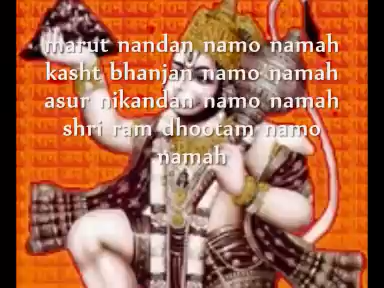 marut nandan namo namah
kasht bhanjan namo namah
asur nikandan namo namah
shri ram dhootam namo
namah